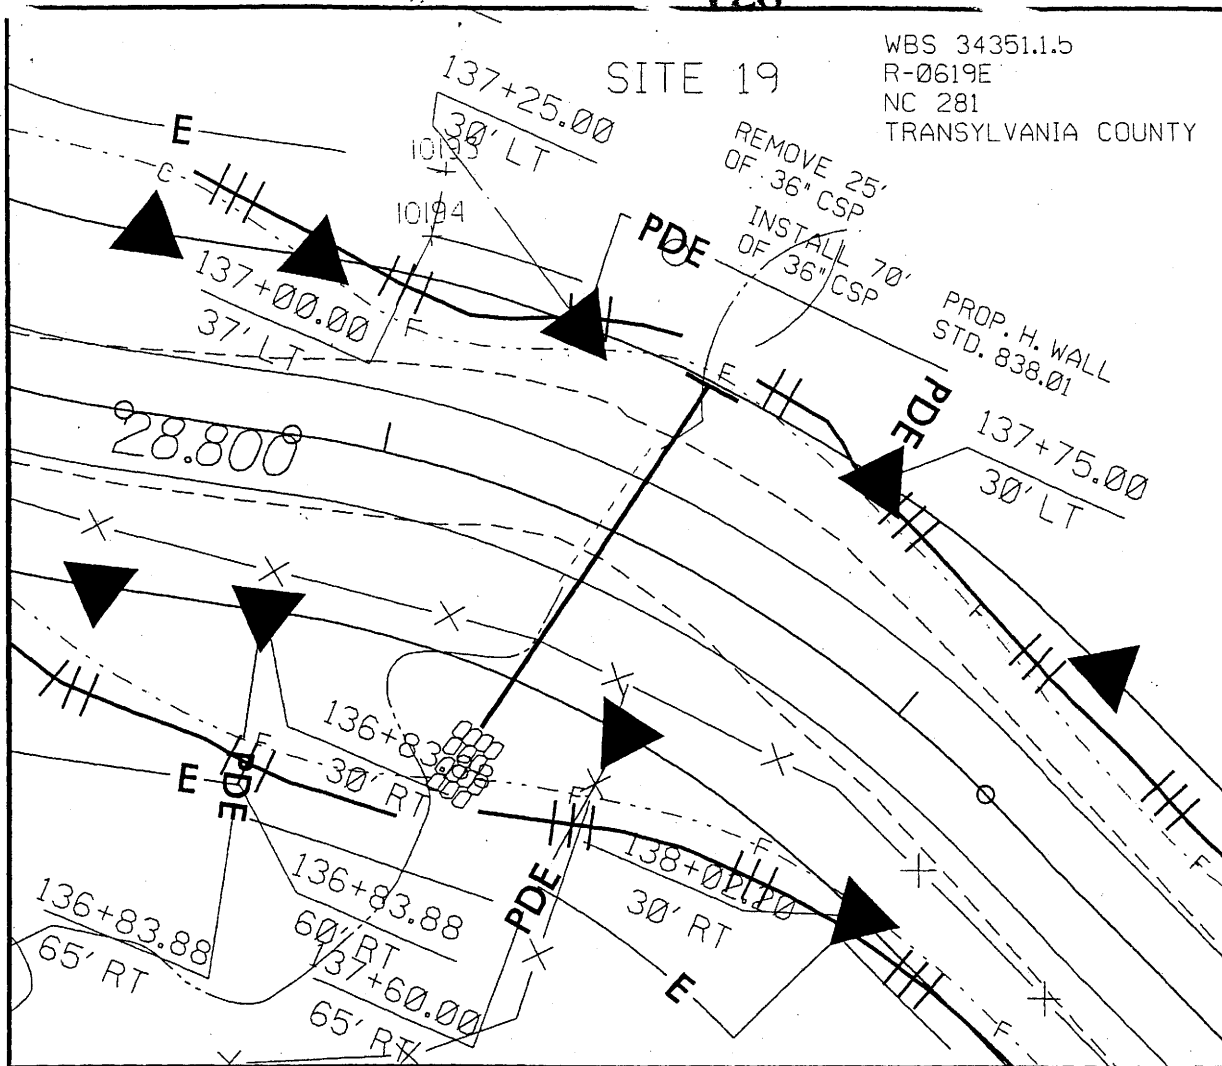 SITE 19
WBS 34351.1.5
R-0619E
NC 281
TRANSYLVANIA COUNTY
137+25.00
30' LT
10193
10194
E
C
REMOVE 25'
OF 36" CSP
INSTALL 70'
OF 36" CSP
PDE
PROP. H. WALL
STD. 838.01
137+00.00
37' LT
F
F
PDE
137+75.00
30' LT
28.800
F
136+83.88
30' RT
F
E
PDE
F
138+02.20
30' RT
F
F
PDE
136+83.88
60' RT
136+83.88
65' RT
137+60.00
65' RT
E
F